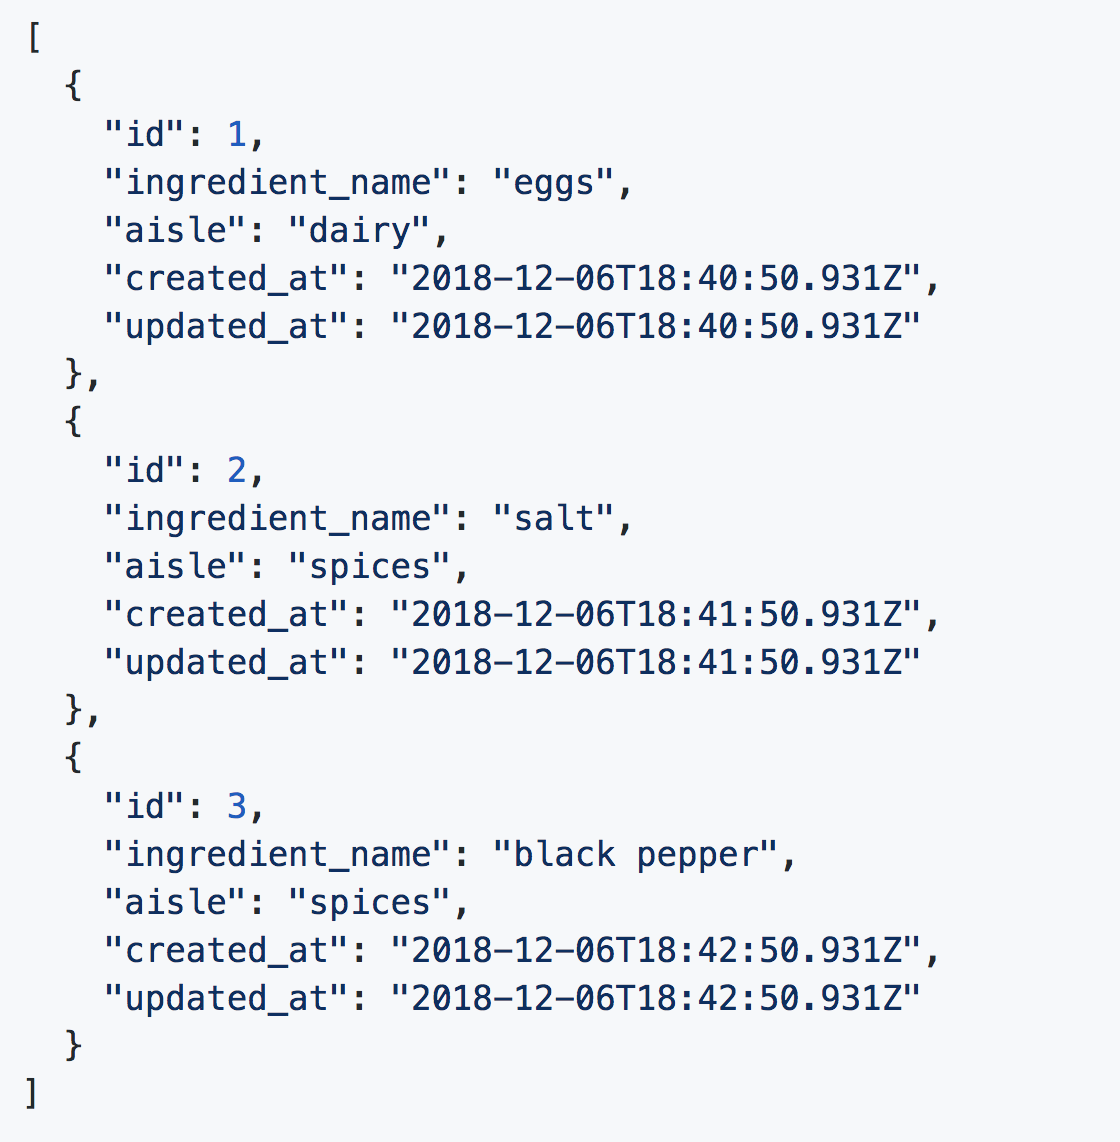 [
  {
    "id": 1,
    "ingredient_name": "eggs",
    "aisle": "dairy",
    "created_at": "2018-12-06T18:40:50.931Z",
    "updated_at": "2018-12-06T18:40:50.931Z"
  },
  {
    "id": 2,
    "ingredient_name": "salt",
    "aisle": "spices",
    "created_at": "2018-12-06T18:41:50.931Z",
    "updated_at": "2018-12-06T18:41:50.931Z"
  },
  {
    "id": 3,
    "ingredient_name": "black pepper",
    "aisle": "spices",
    "created_at": "2018-12-06T18:42:50.931Z",
    "updated_at": "2018-12-06T18:42:50.931Z"
  }
]